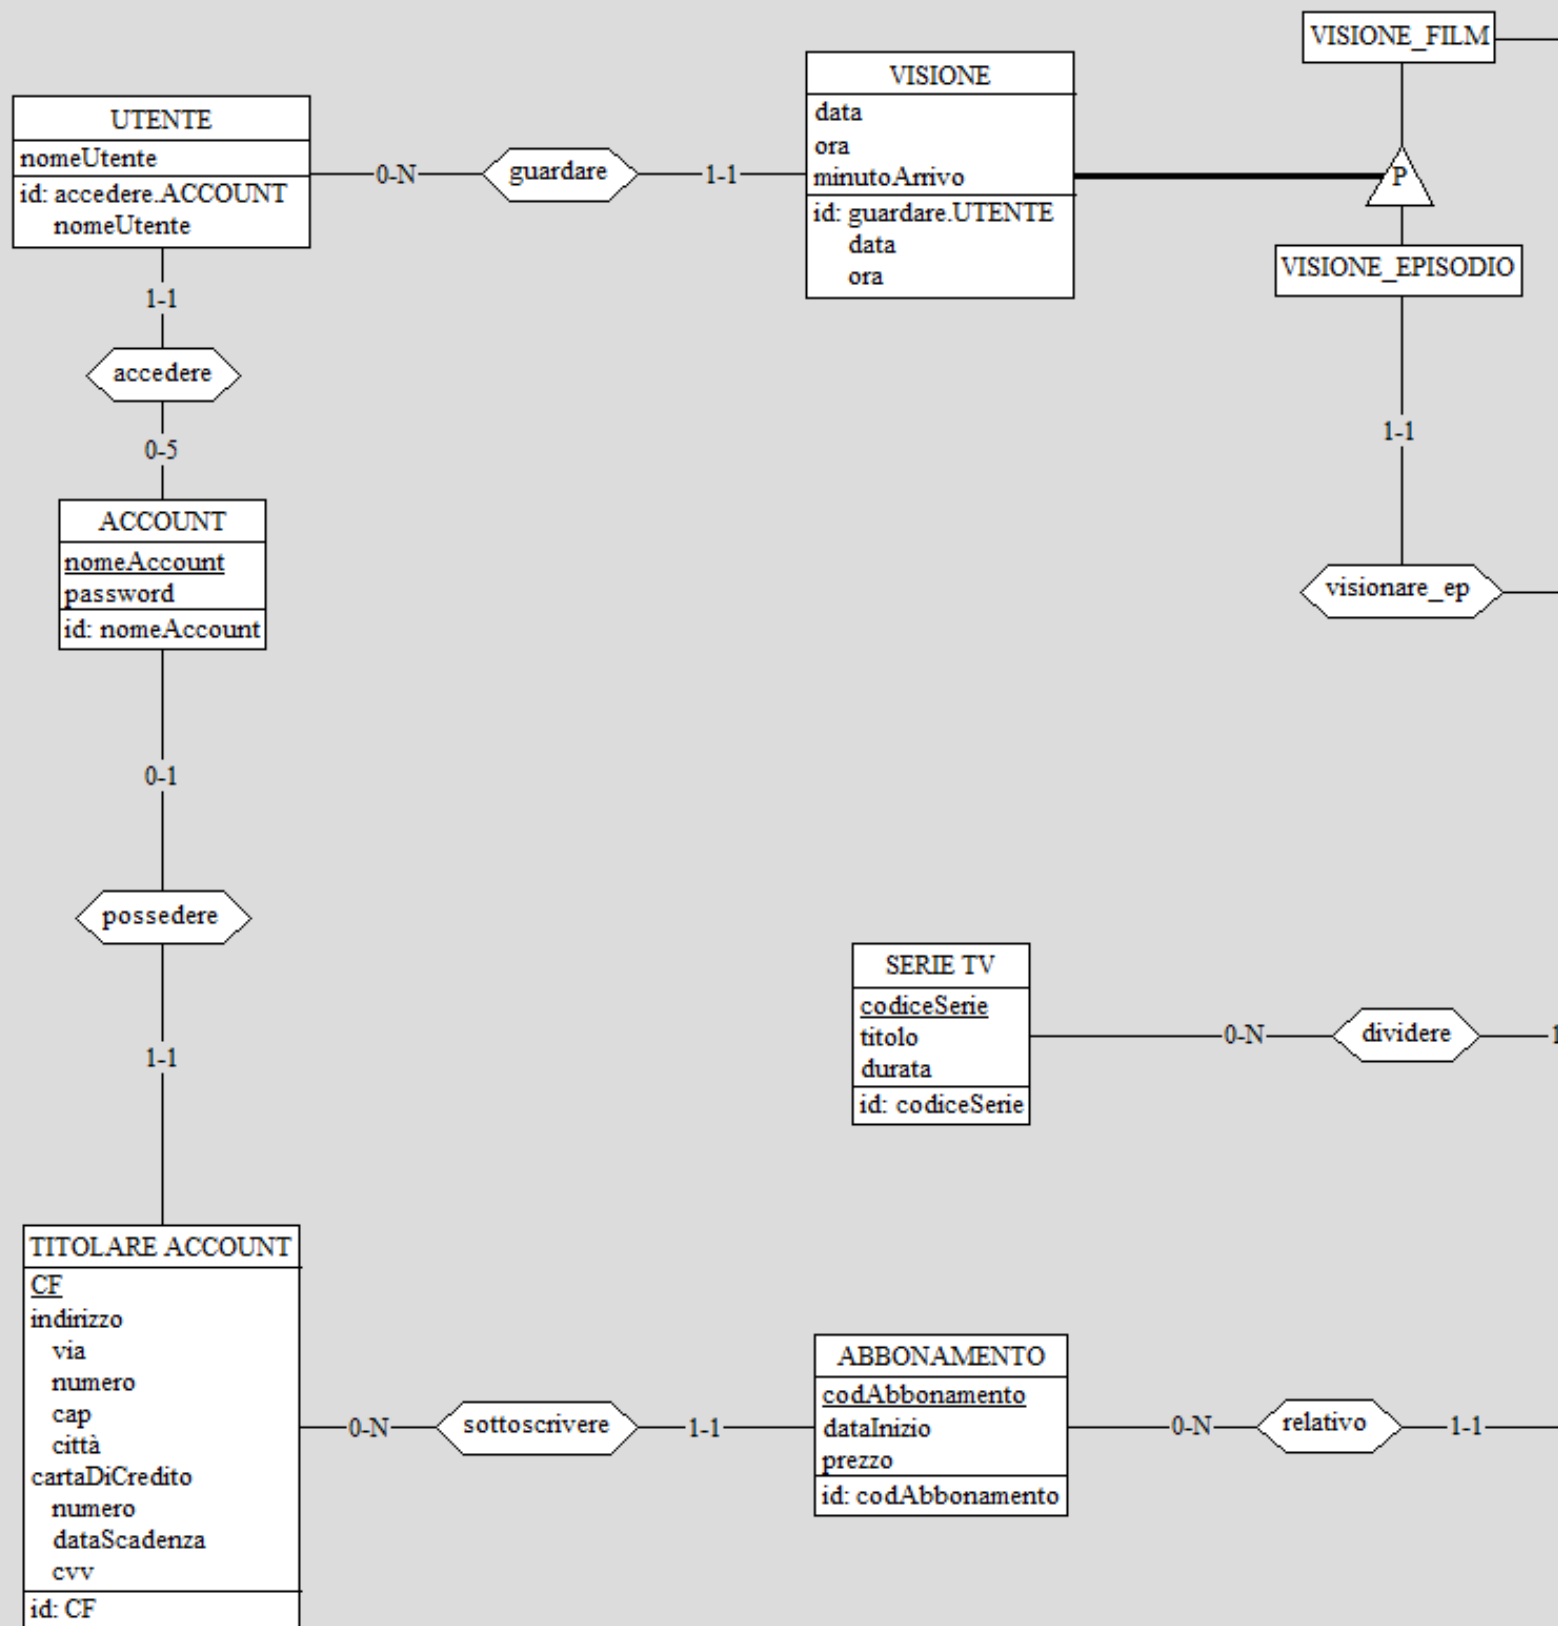 VISIONE_FILM
VISIONE
data
ora
minutoArrivo
id: guardare.UTENTE
data
ora
UTENTE
nomeUtente
id: accedere.ACCOUNT
nomeUtente
0-N
guardare
1-1
P
VISIONE_EPISODIO
1-1
accedere
0-5
1-1
ACCOUNT
nomeAccount
password
id: nomeAccount
visionare_ep
0-1
possedere
1-1
SERIE TV
codiceSerie
titolo
durata
id: codiceSerie
0-N
dividere
1
TITOLARE ACCOUNT
CF
indirizzo
via
numero
cap
città
cartaDiCredito
numero
dataScadenza
cvv
id: CF
0-N
sottoscrivere
1-1
ABBONAMENTO
codAbbonamento
dataInizio
prezzo
id: codAbbonamento
0-N
relativo
1-1